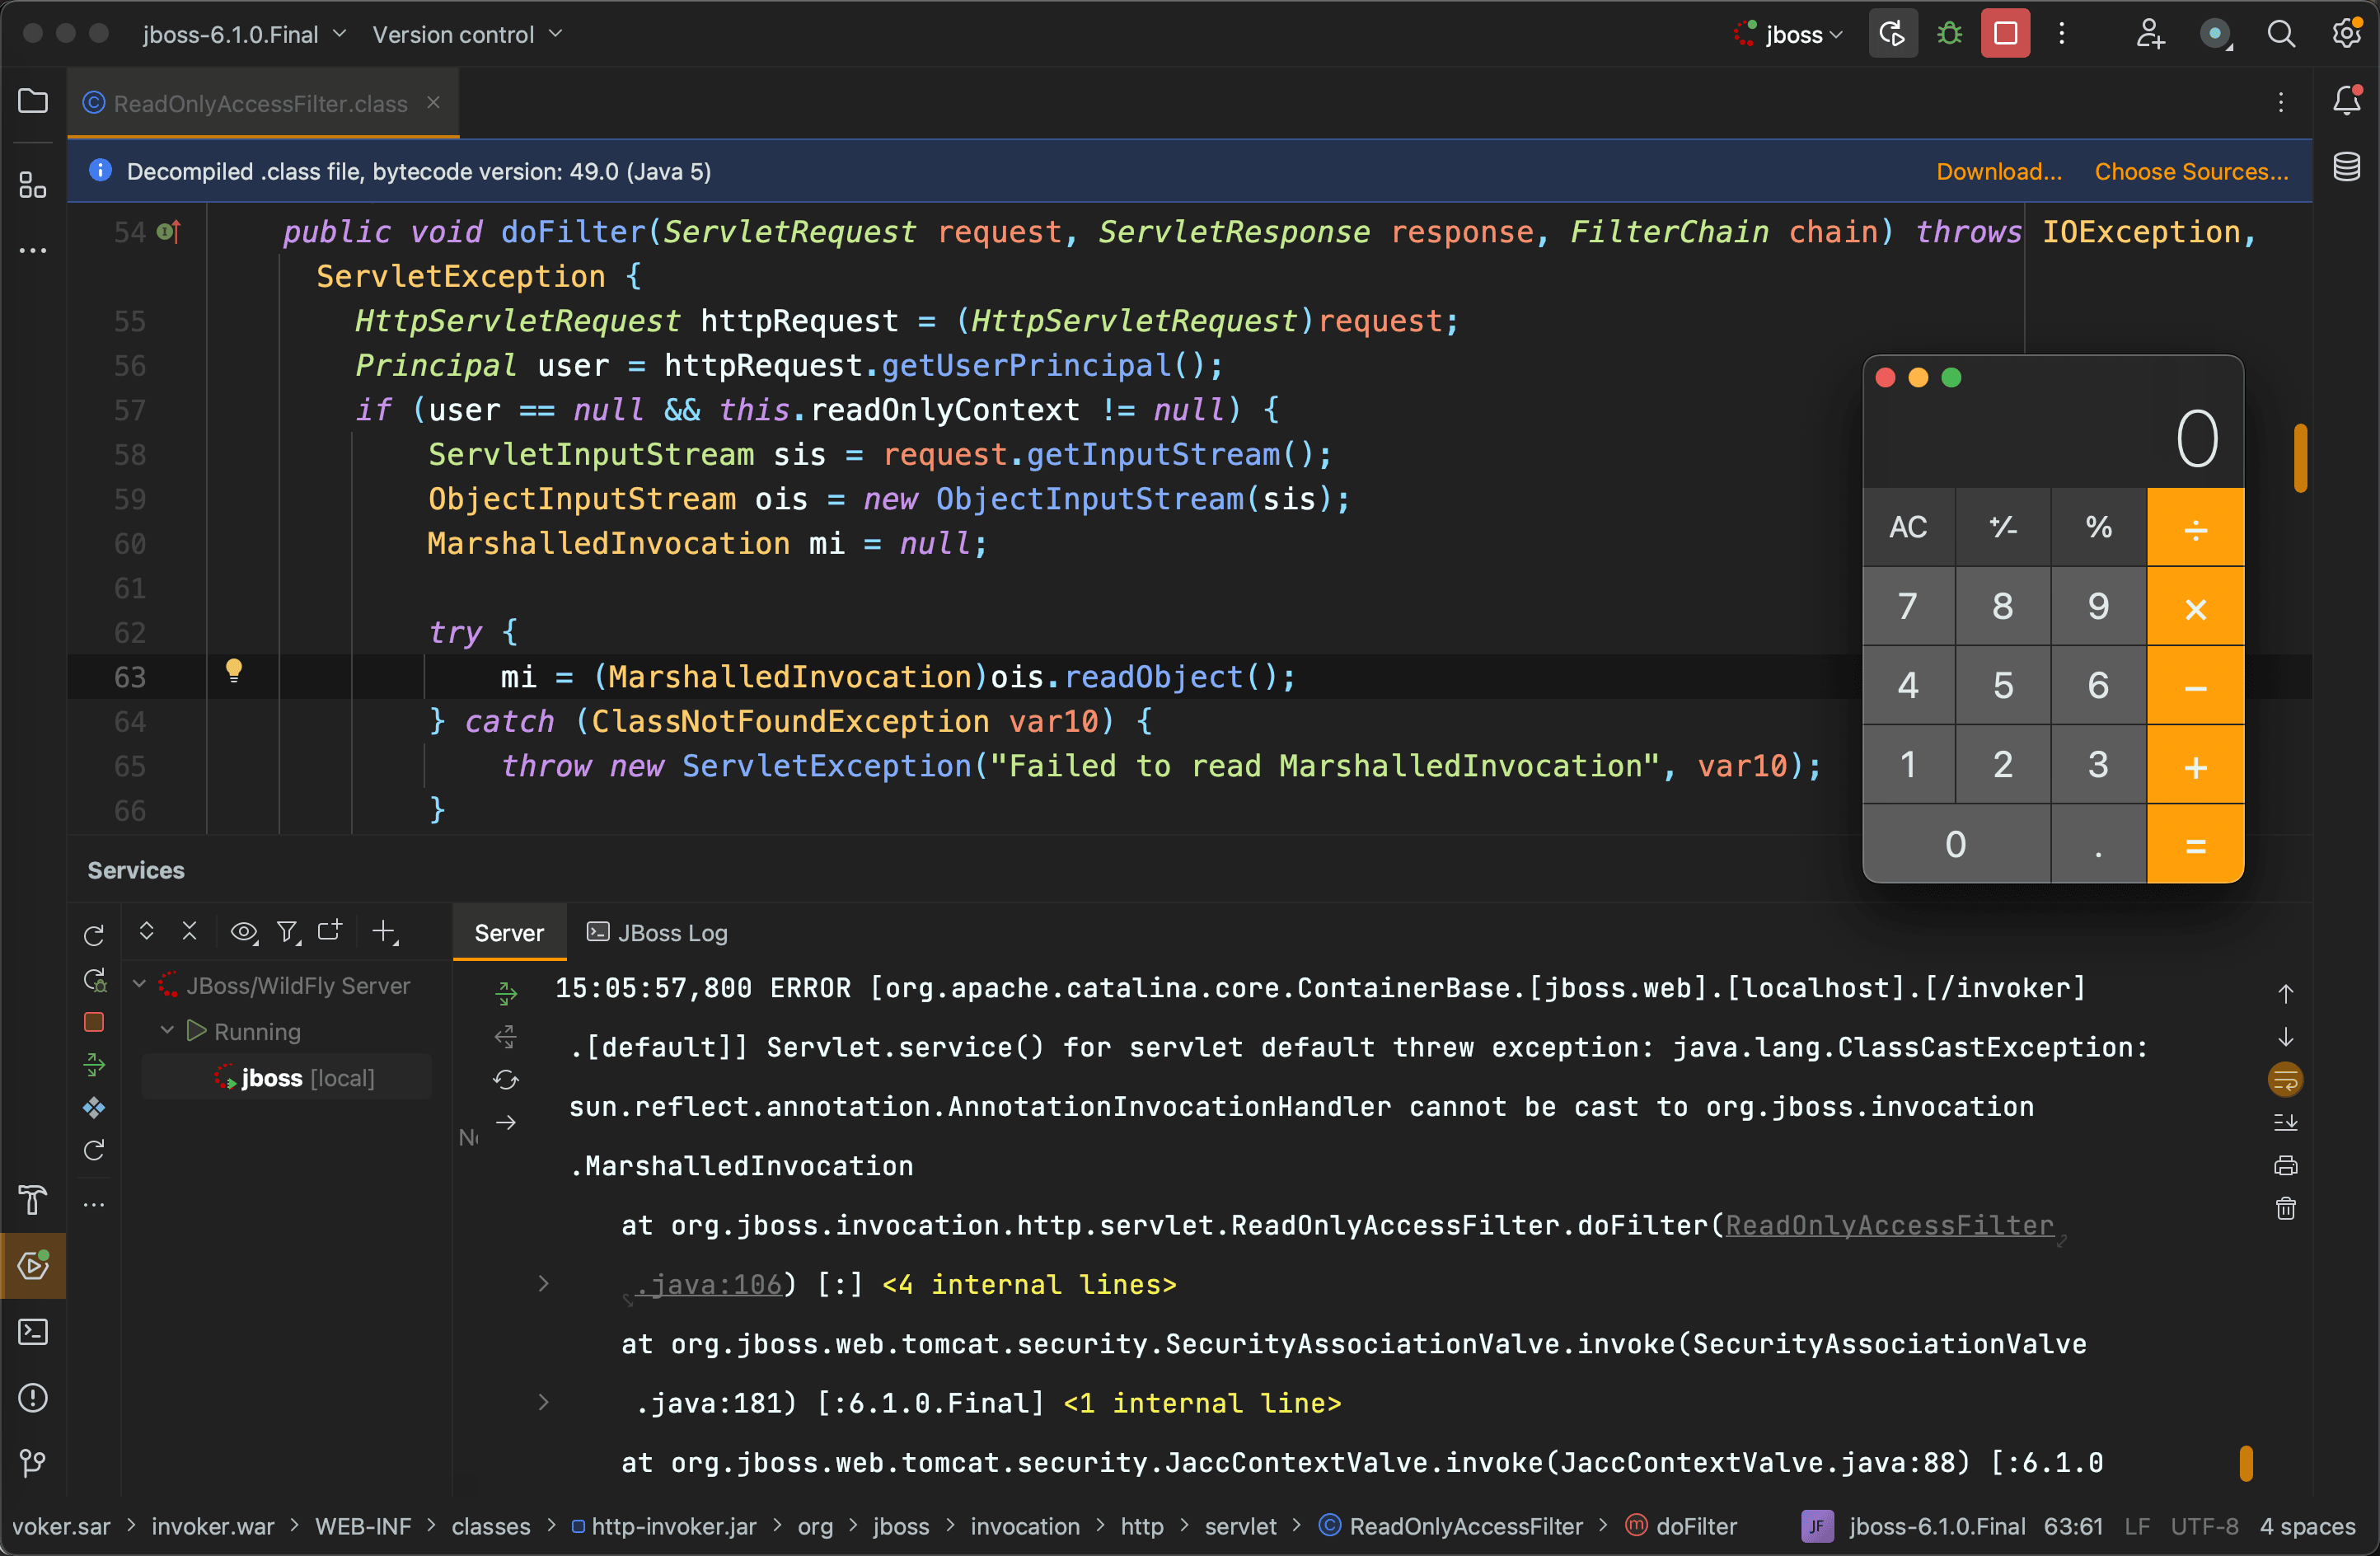 jboss-6.1.0.Final Version control jboss
ReadOnlyAccessFilter.class
Decompiled .class file, bytecode version: 49.0 (Java 5) Download... Choose Sources...
54 public void doFilter(ServletRequest request, ServletResponse response, FilterChain chain) throws IOException,
ServletException {
55 HttpServletRequest httpRequest = (HttpServletRequest)request;
56 Principal user = httpRequest.getUserPrincipal();
57 if (user == null && this.readOnlyContext != null) {
58 ServletInputStream sis = request.getInputStream();
59 ObjectInputStream ois = new ObjectInputStream(sis);
60 MarshalledInvocation mi = null;
61
62 try {
63 mi = (MarshalledInvocation)ois.readObject();
64 } catch (ClassNotFoundException var10) {
65 throw new ServletException("Failed to read MarshalledInvocation", var10);
66 }
0
AC +/- % ÷
7 8 9 ×
4 5 6 −
1 2 3 +
0 . =
Services
Server JBoss Log
JBoss/WildFly Server
Running
jboss [local]
15:05:57,800 ERROR [org.apache.catalina.core.ContainerBase.[jboss.web].[localhost].[/invoker]
.[default]] Servlet.service() for servlet default threw exception: java.lang.ClassCastException:
sun.reflect.annotation.AnnotationInvocationHandler cannot be cast to org.jboss.invocation
.MarshalledInvocation
at org.jboss.invocation.http.servlet.ReadOnlyAccessFilter.doFilter(ReadOnlyAccessFilter
.java:106) [:] <4 internal lines>
at org.jboss.web.tomcat.security.SecurityAssociationValve.invoke(SecurityAssociationValve
.java:181) [:6.1.0.Final] <1 internal line>
at org.jboss.web.tomcat.security.JaccContextValve.invoke(JaccContextValve.java:88) [:6.1.0
voker.sar > invoker.war > WEB-INF > classes > http-invoker.jar > org > jboss > invocation > http > servlet > ReadOnlyAccessFilter > doFilter JF jboss-6.1.0.Final 63:61 LF UTF-8 4 spaces